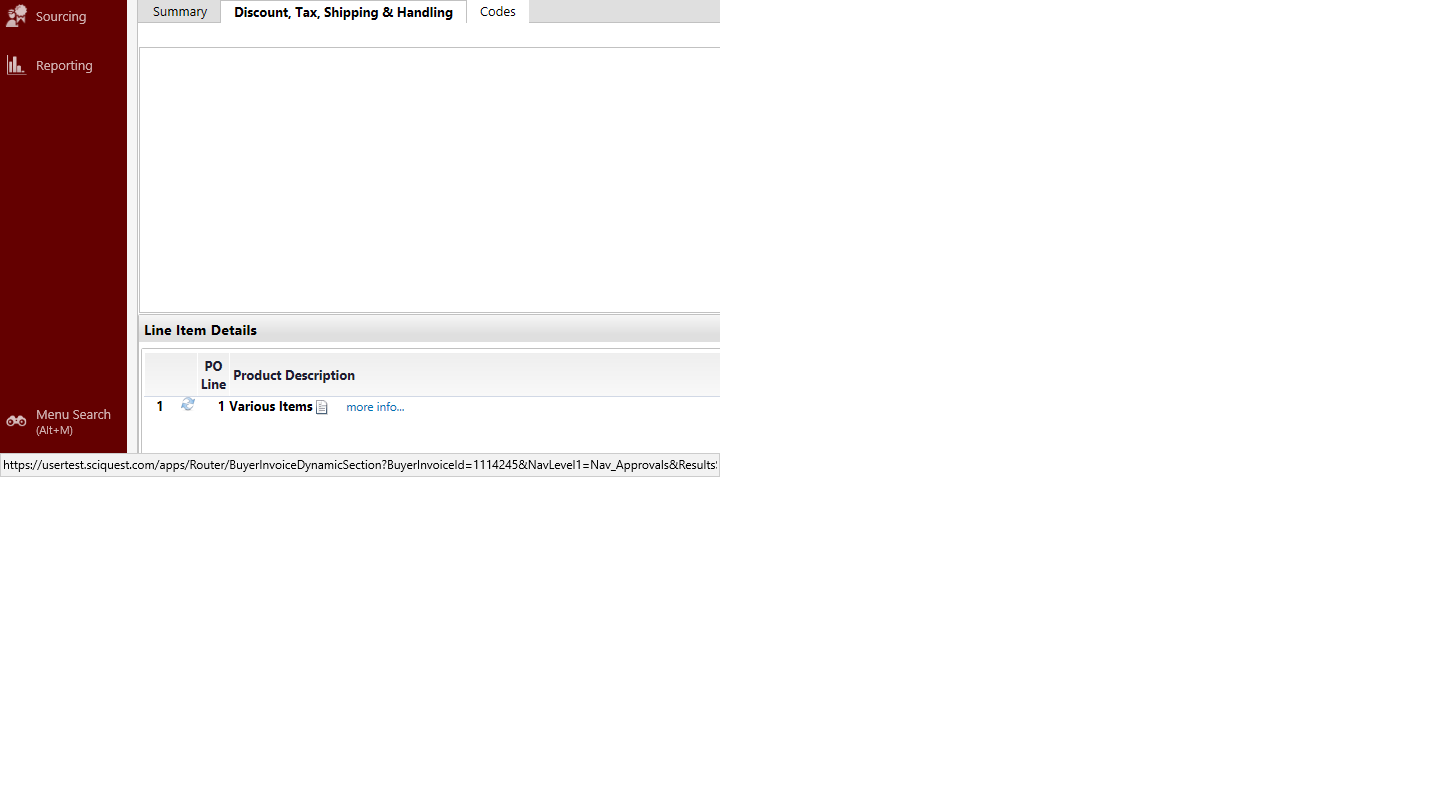 Sourcing
Reporting
Menu Search
(Alt+M)
Summary
Discount, Tax, Shipping & Handling
Codes
Line Item Details
PO Line
Product Description
1
1 Various Items
more info...
https://usertest.sciquest.com/apps/Router/BuyerInvoiceDynamicSection?BuyerInvoiceId=1114245&NavLevel1=Nav_Approvals&Results